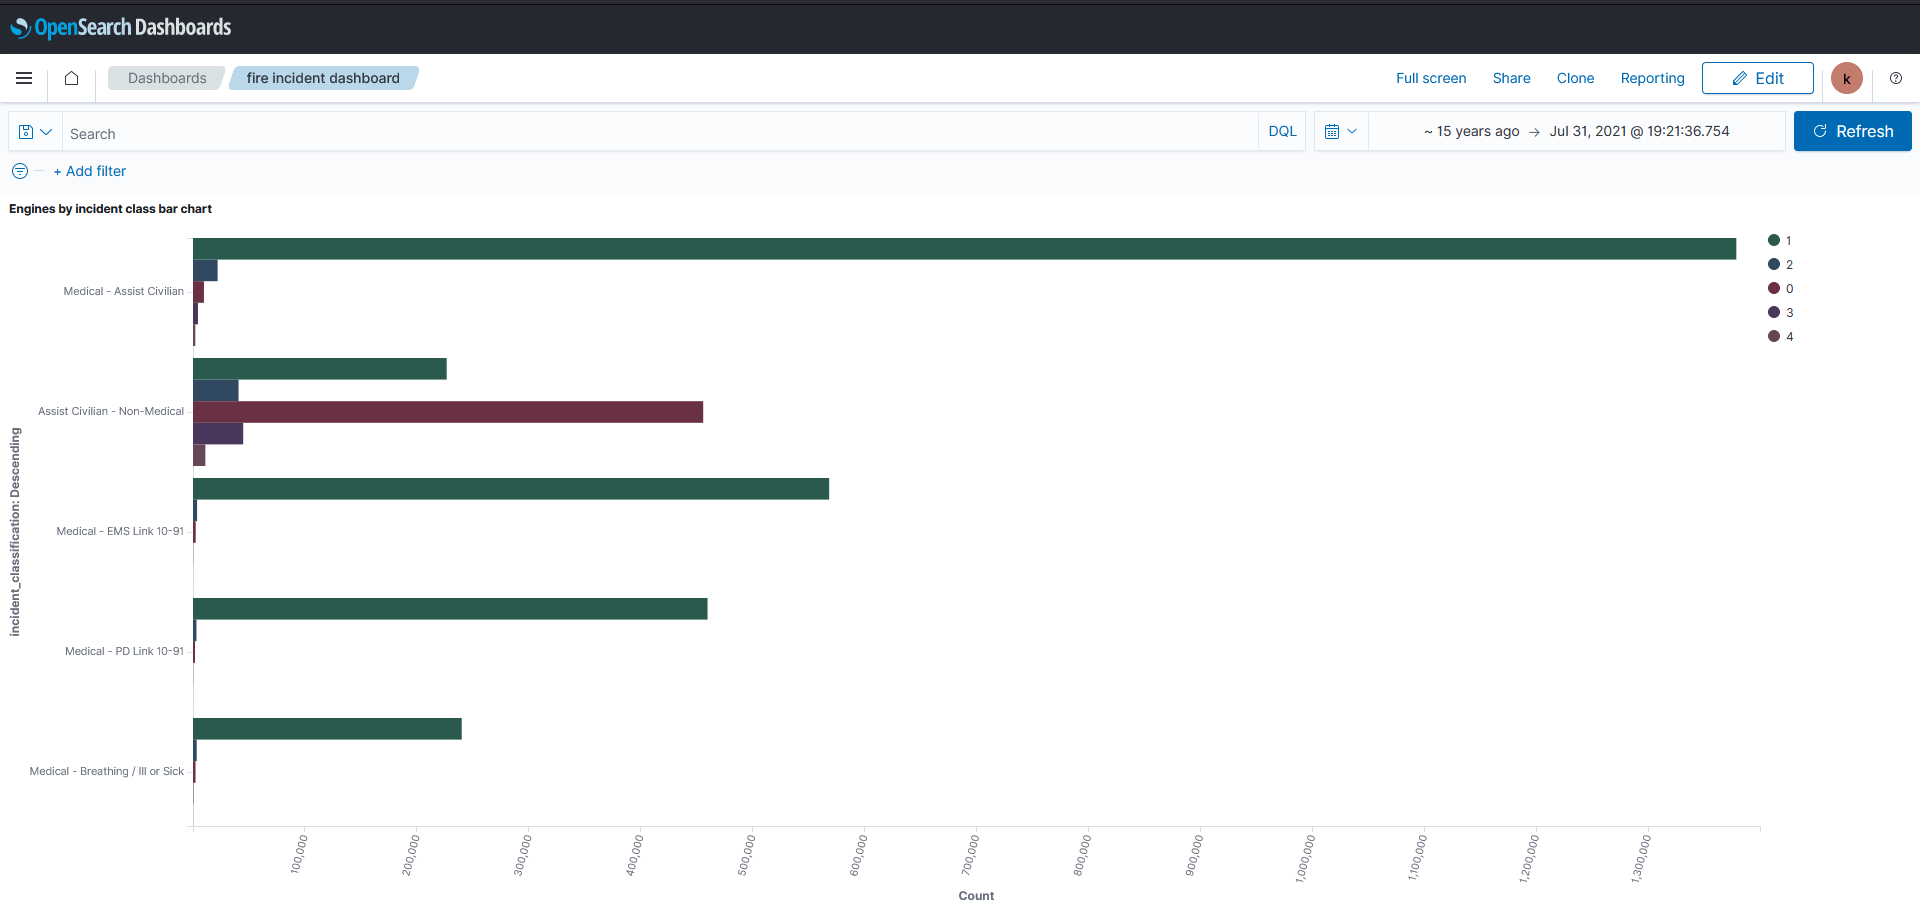 OpenSearch Dashboards
Dashboards
fire incident dashboard
Full screen
Share
Clone
Reporting
Edit
k
Search
DQL
~ 15 years ago → Jul 31, 2021 @ 19:21:36.754
Refresh
+ Add filter
Engines by incident class bar chart
1
2
0
3
4
incident_classification: Descending
Medical - Assist Civilian
Assist Civilian - Non-Medical
Medical - EMS Link 10-91
Medical - PD Link 10-91
Medical - Breathing / Ill or Sick
100,000
200,000
300,000
400,000
500,000
600,000
700,000
800,000
900,000
1,000,000
1,100,000
1,200,000
1,300,000
Count